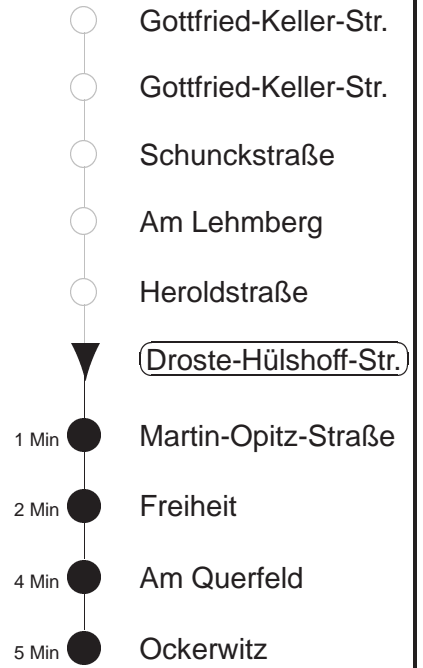 Gottfried-Keller-Str.
Gottfried-Keller-Str.
Schunckstraße
Am Lehmberg
Heroldstraße
Droste-Hülshoff-Str.
1 Min Martin-Opitz-Straße
2 Min Freiheit
4 Min Am Querfeld
5 Min Ockerwitz